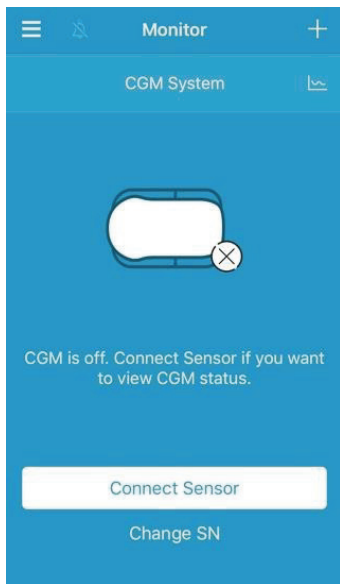 Monitor
CGM System
CGM is off. Connect Sensor if you want
to view CGM status.
Connect Sensor
Change SN